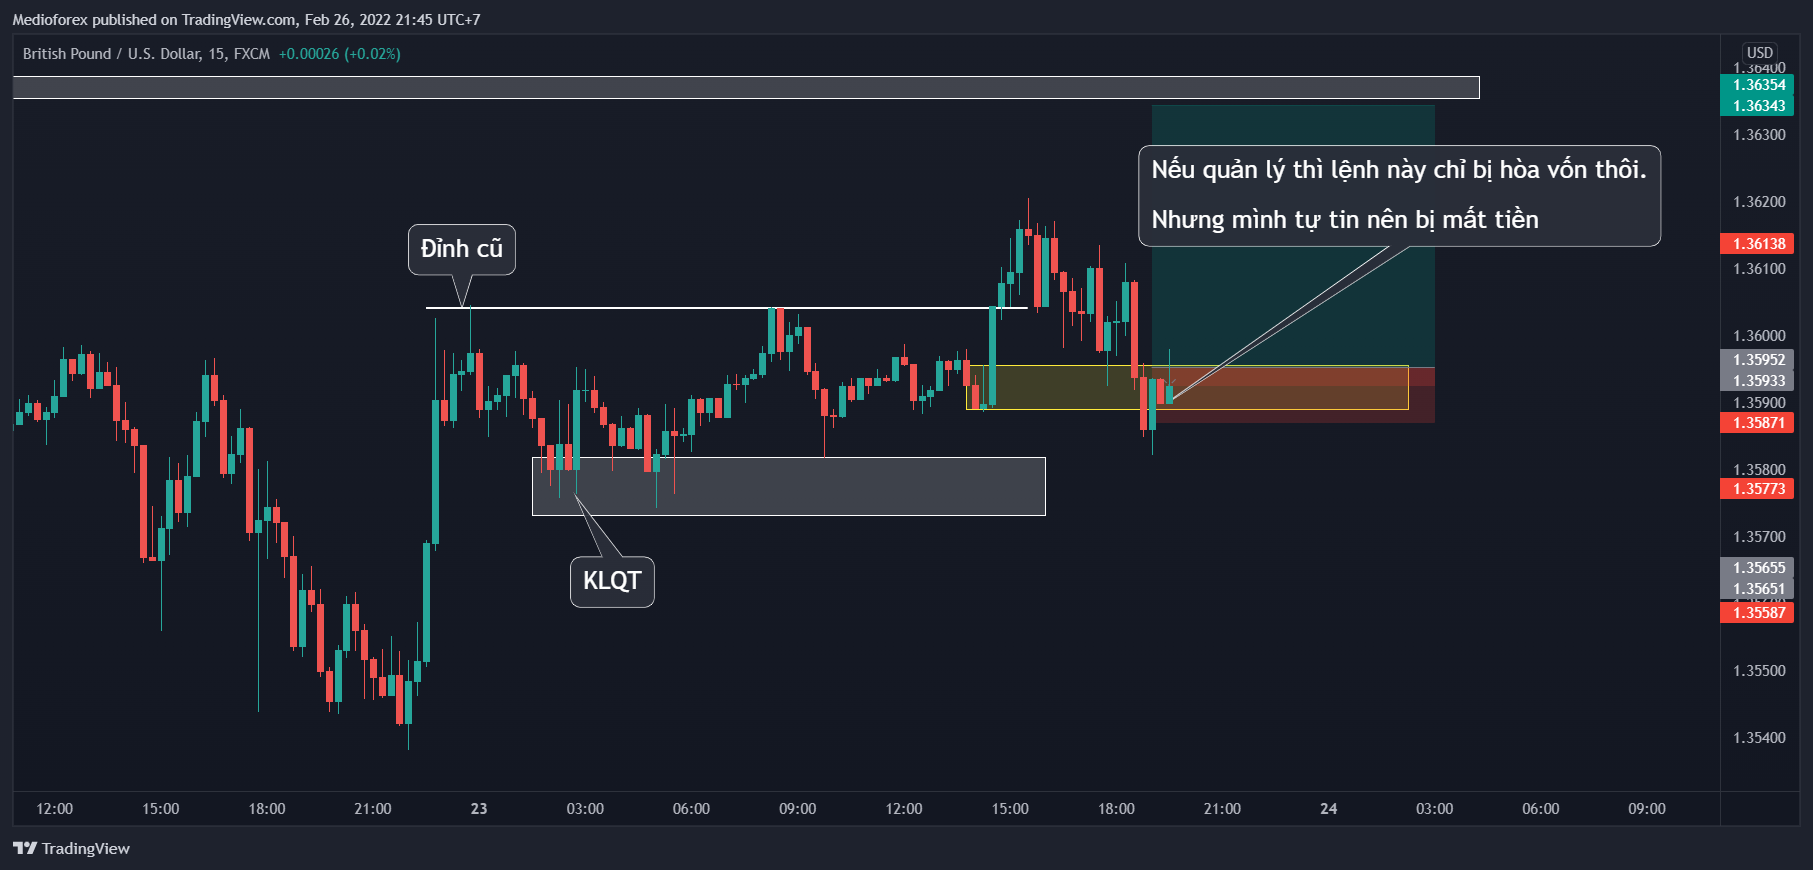 Medioforex published on TradingView.com, Feb 26, 2022 21:45 UTC+7
British Pound / U.S. Dollar, 15, FXCM +0.00026 (+0.02%)
USD
1.36400
1.36354
1.36343
1.36300
Nếu quản lý thì lệnh này chỉ bị hòa vốn thôi.
Nhưng mình tự tin nên bị mất tiền
1.36200
Đỉnh cũ
1.36138
1.36100
1.36000
1.35952
1.35933
1.35900
1.35871
1.35800
1.35773
1.35700
KLQT
1.35655
1.35651
1.35587
1.35500
1.35400
12:00 15:00 18:00 21:00 23 03:00 06:00 09:00 12:00 15:00 18:00 21:00 24 03:00 06:00 09:00
TradingView